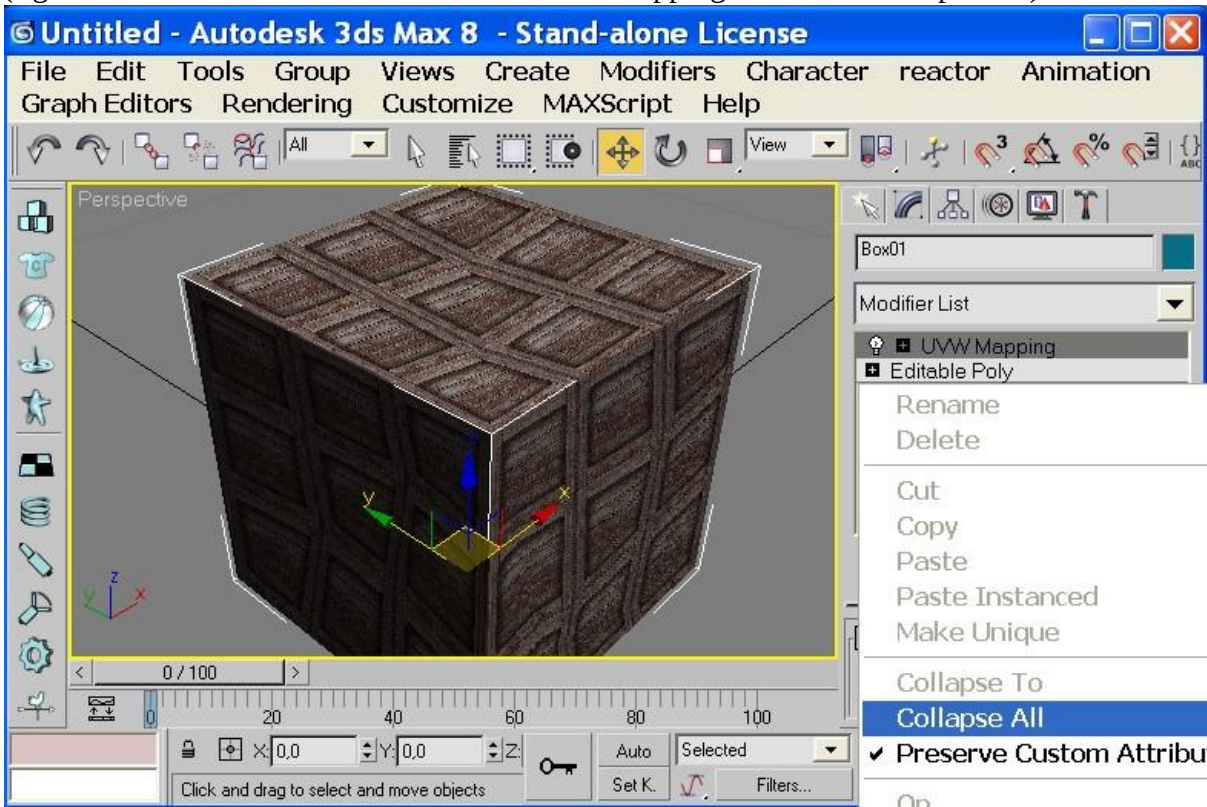 Untitled - Autodesk 3ds Max 8 - Stand-alone License
File Edit Tools Group Views Create Modifiers Character reactor Animation
Graph Editors Rendering Customize MAXScript Help
All View 3 % {} ABC
Perspective
Box01
Modifier List
UVW Mapping
Editable Poly
Rename
Delete
Cut
Copy
Paste
Paste Instanced
Make Unique
Collapse To
Collapse All
Preserve Custom Attribu
y x
z
y x
0 / 100
0 20 40 60 80 100
X: 0,0 Y: 0,0 Z: Auto Selected
Click and drag to select and move objects Set K. Filters...